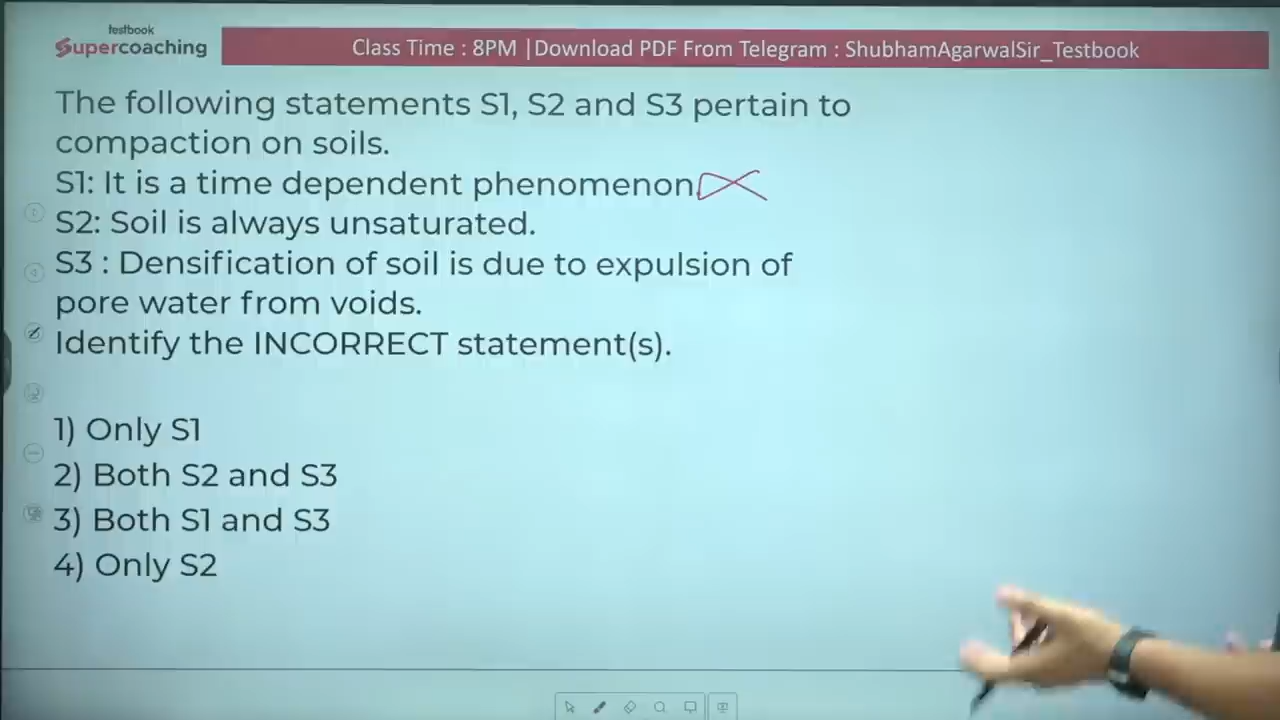 testbook
Supercoaching
Class Time : 8PM |Download PDF From Telegram : ShubhamAgarwalSir_Testbook
The following statements S1, S2 and S3 pertain to
compaction on soils.
S1: It is a time dependent phenomenon.
S2: Soil is always unsaturated.
S3 : Densification of soil is due to expulsion of
pore water from voids.
Identify the INCORRECT statement(s).
1) Only S1
2) Both S2 and S3
3) Both S1 and S3
4) Only S2